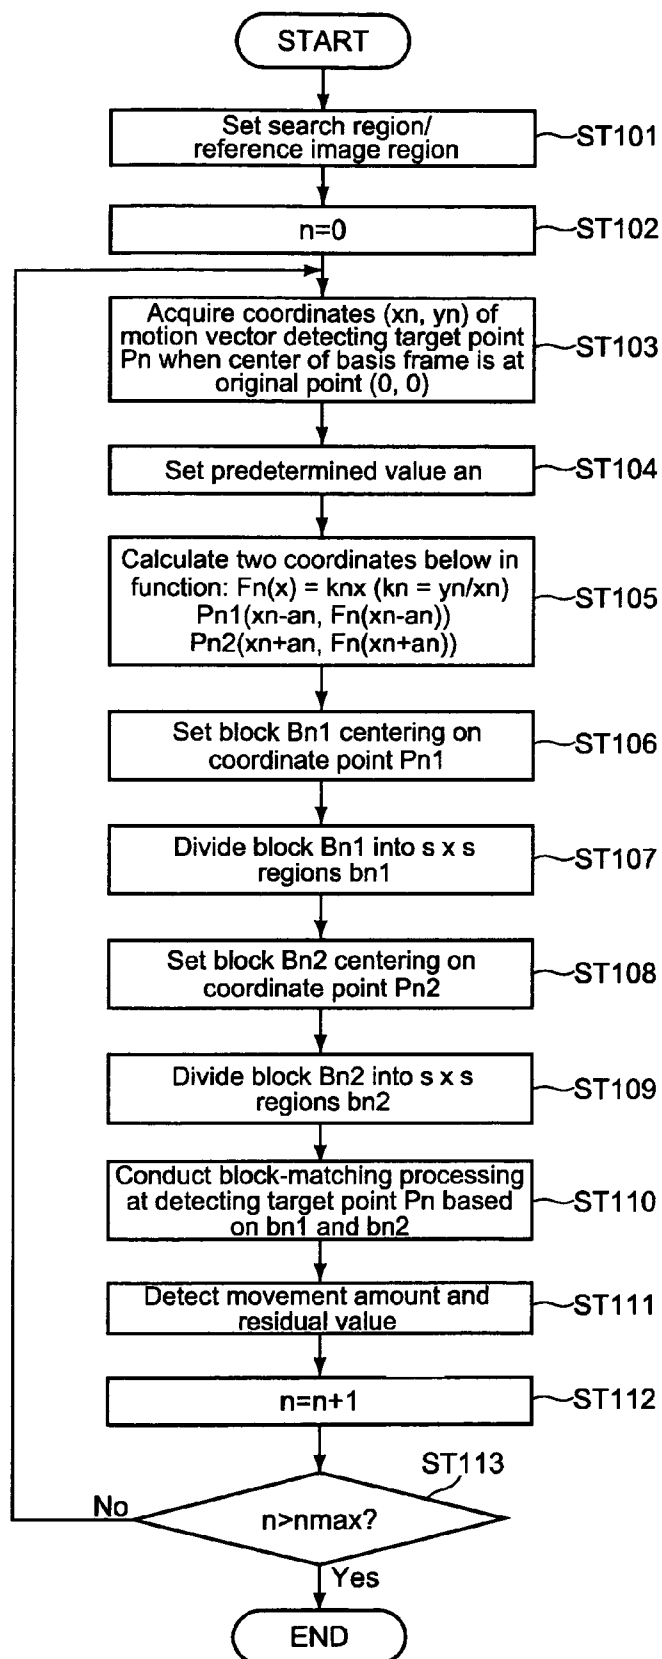 START
Set search region/
reference image region
ST101
n=0
ST102
Acquire coordinates (xn, yn) of
motion vector detecting target point
Pn when center of basis frame is at
original point (0, 0)
ST103
Set predetermined value an
ST104
Calculate two coordinates below in
function: Fn(x) = knx (kn = yn/xn)
Pn1(xn-an, Fn(xn-an))
Pn2(xn+an, Fn(xn+an))
ST105
Set block Bn1 centering on
coordinate point Pn1
ST106
Divide block Bn1 into s x s
regions bn1
ST107
Set block Bn2 centering on
coordinate point Pn2
ST108
Divide block Bn2 into s x s
regions bn2
ST109
Conduct block-matching processing
at detecting target point Pn based
on bn1 and bn2
ST110
Detect movement amount and
residual value
ST111
n=n+1
ST112
ST113
No
n>nmax?
Yes
END